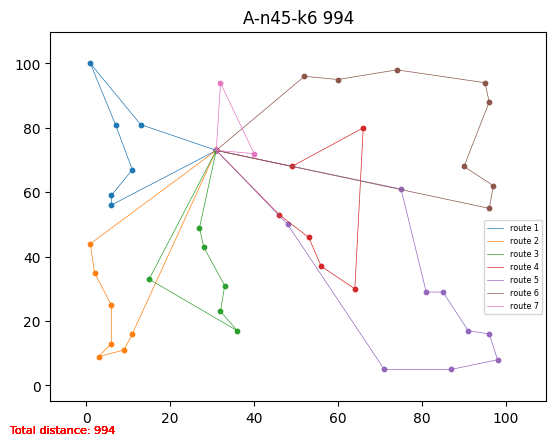 A-n45-k6 994
100
80
60
40
20
0
route 1
route 2
route 3
route 4
route 5
route 6
route 7
0 20 40 60 80 100
Total distance: 994